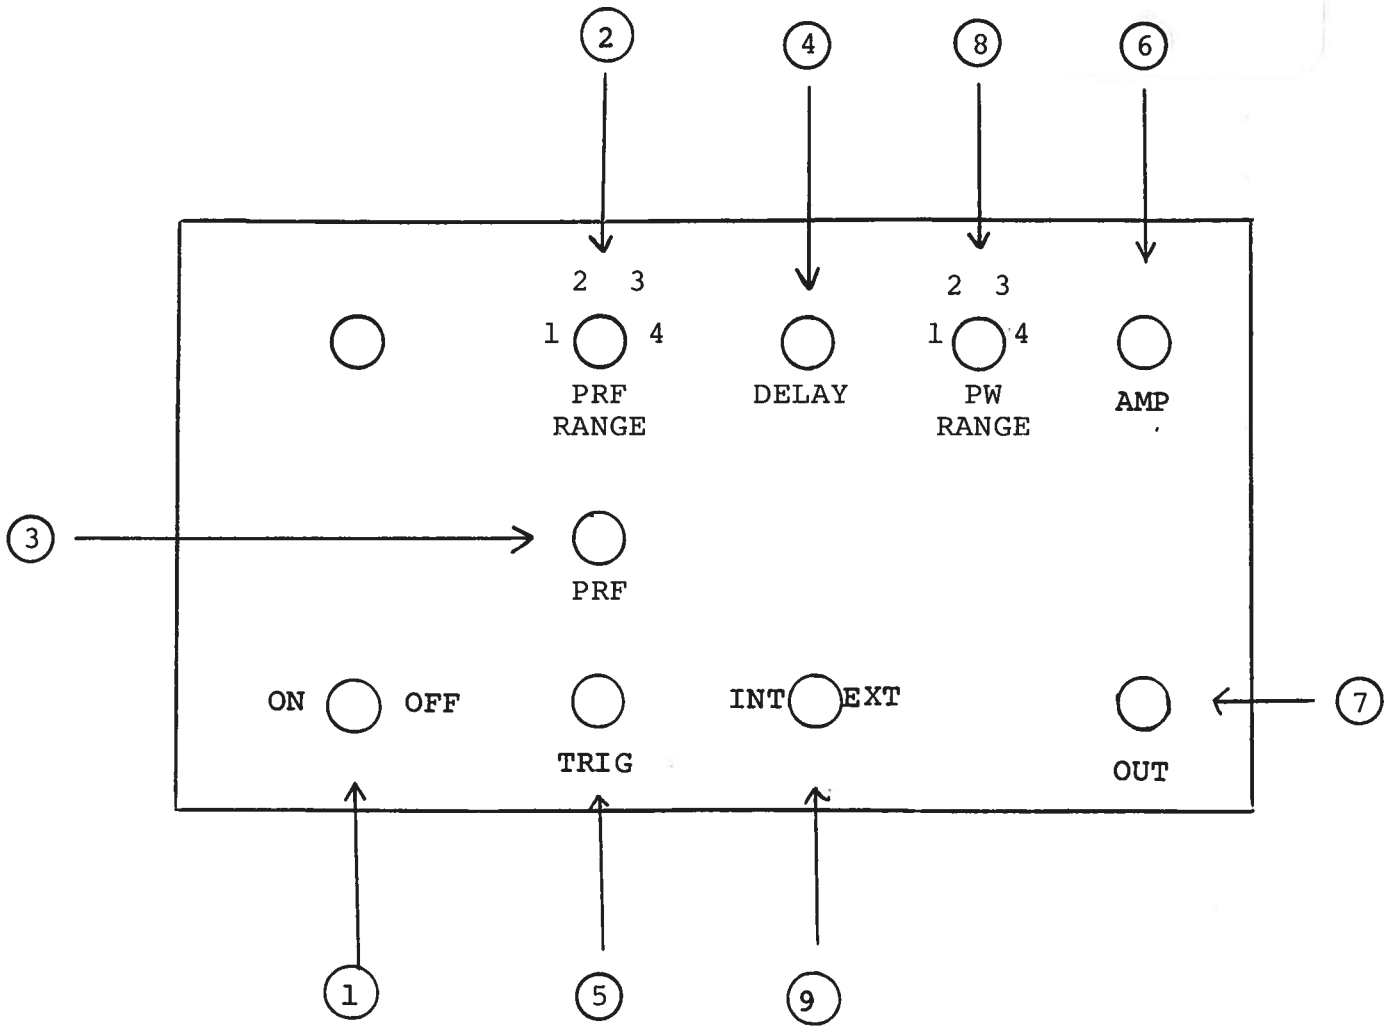 2 4 8 6
2 3 2 3
1 4 1 4
PRF DELAY PW AMP
RANGE RANGE
3
PRF
ON OFF INT EXT
7
TRIG OUT
1 5 9